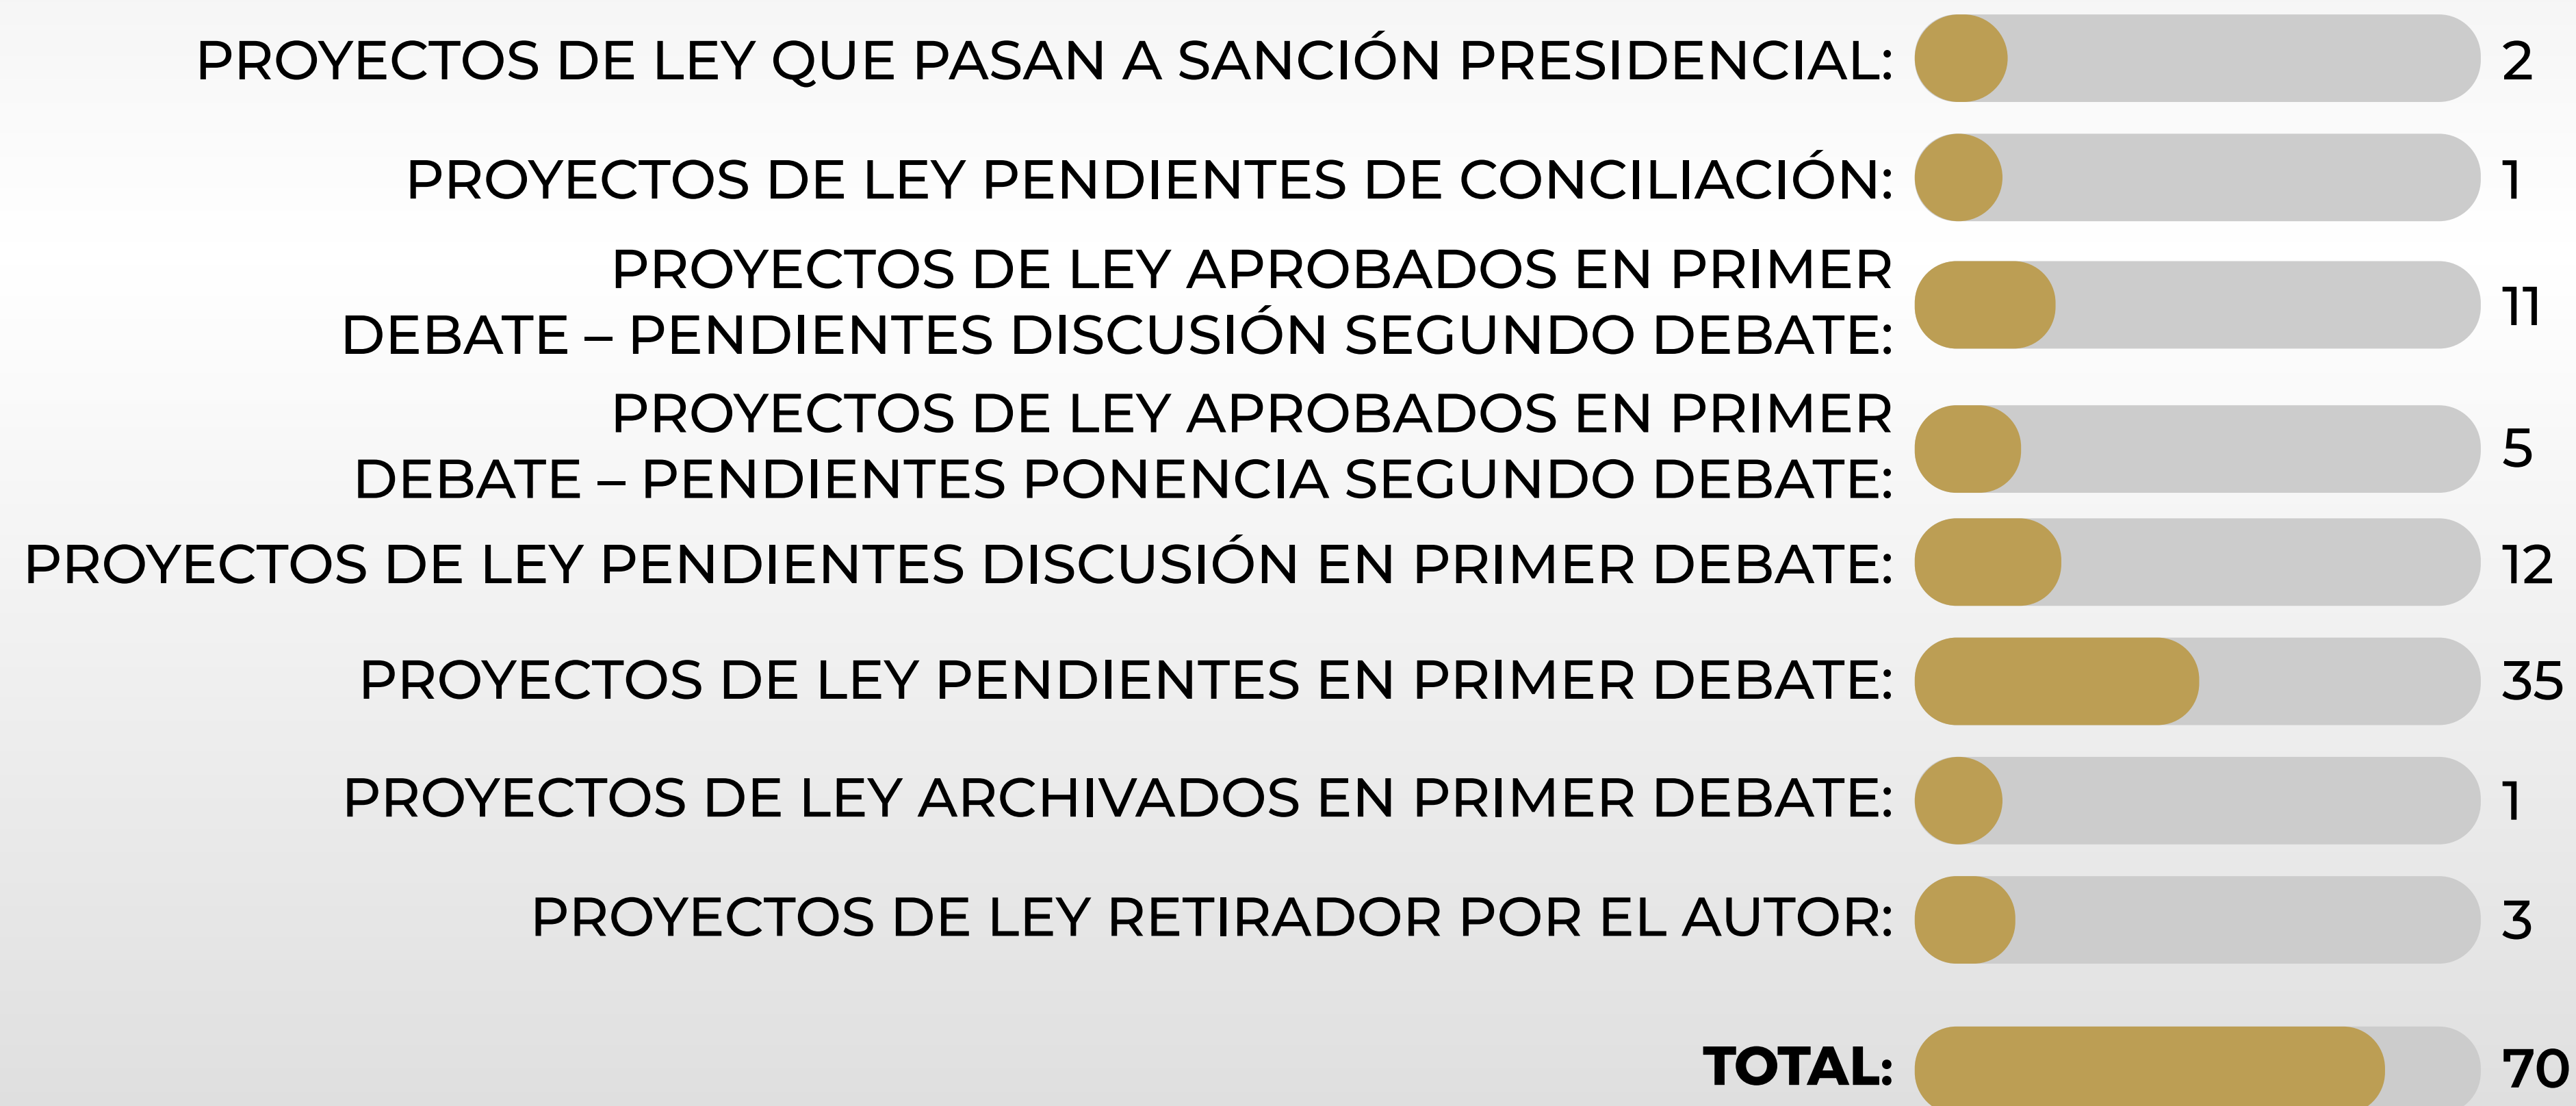 PROYECTOS DE LEY QUE PASAN A SANCIÓN PRESIDENCIAL: 2
PROYECTOS DE LEY PENDIENTES DE CONCILIACIÓN: 1
PROYECTOS DE LEY APROBADOS EN PRIMER
DEBATE – PENDIENTES DISCUSIÓN SEGUNDO DEBATE: 11
PROYECTOS DE LEY APROBADOS EN PRIMER
DEBATE – PENDIENTES PONENCIA SEGUNDO DEBATE: 5
PROYECTOS DE LEY PENDIENTES DISCUSIÓN EN PRIMER DEBATE: 12
PROYECTOS DE LEY PENDIENTES EN PRIMER DEBATE: 35
PROYECTOS DE LEY ARCHIVADOS EN PRIMER DEBATE: 1
PROYECTOS DE LEY RETIRADOR POR EL AUTOR: 3
TOTAL: 70